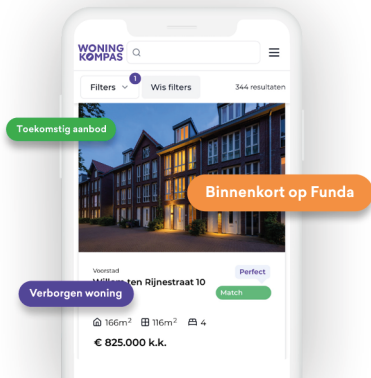 WONING
KOMPAS
1
Filters
Wis filters
344 resultaten
Toekomstig aanbod
Binnenkort op Funda
Voorstad
Perfect
Willem ten Rijnestraat 10
Match
Verborgen woning
166m²
116m²
4
€ 825.000 k.k.